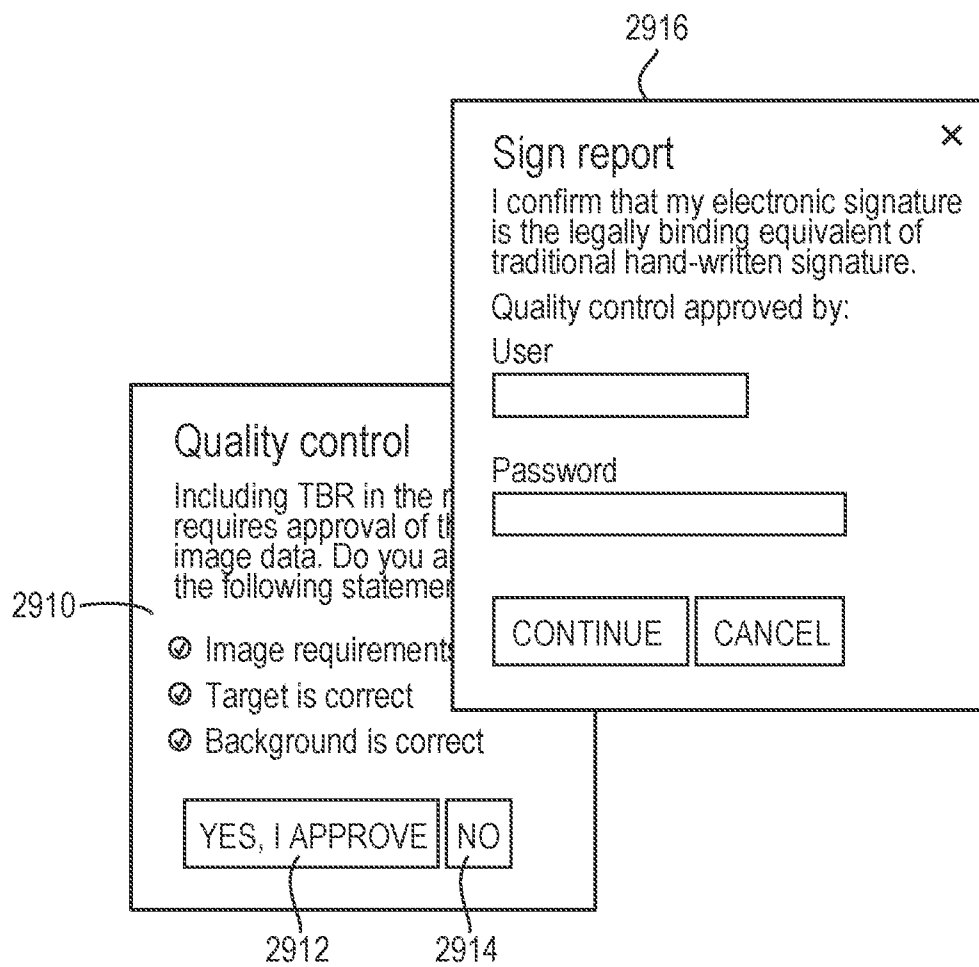 2916
×
Sign report
I confirm that my electronic signature
is the legally binding equivalent of
traditional hand-written signature.
Quality control approved by:
User
Password
CONTINUE CANCEL
Quality control
Including TBR in the
requires approval of
image data. Do you
the following
2910
Image requirements
Target is correct
Background is correct
YES, I APPROVE NO
2912 2914